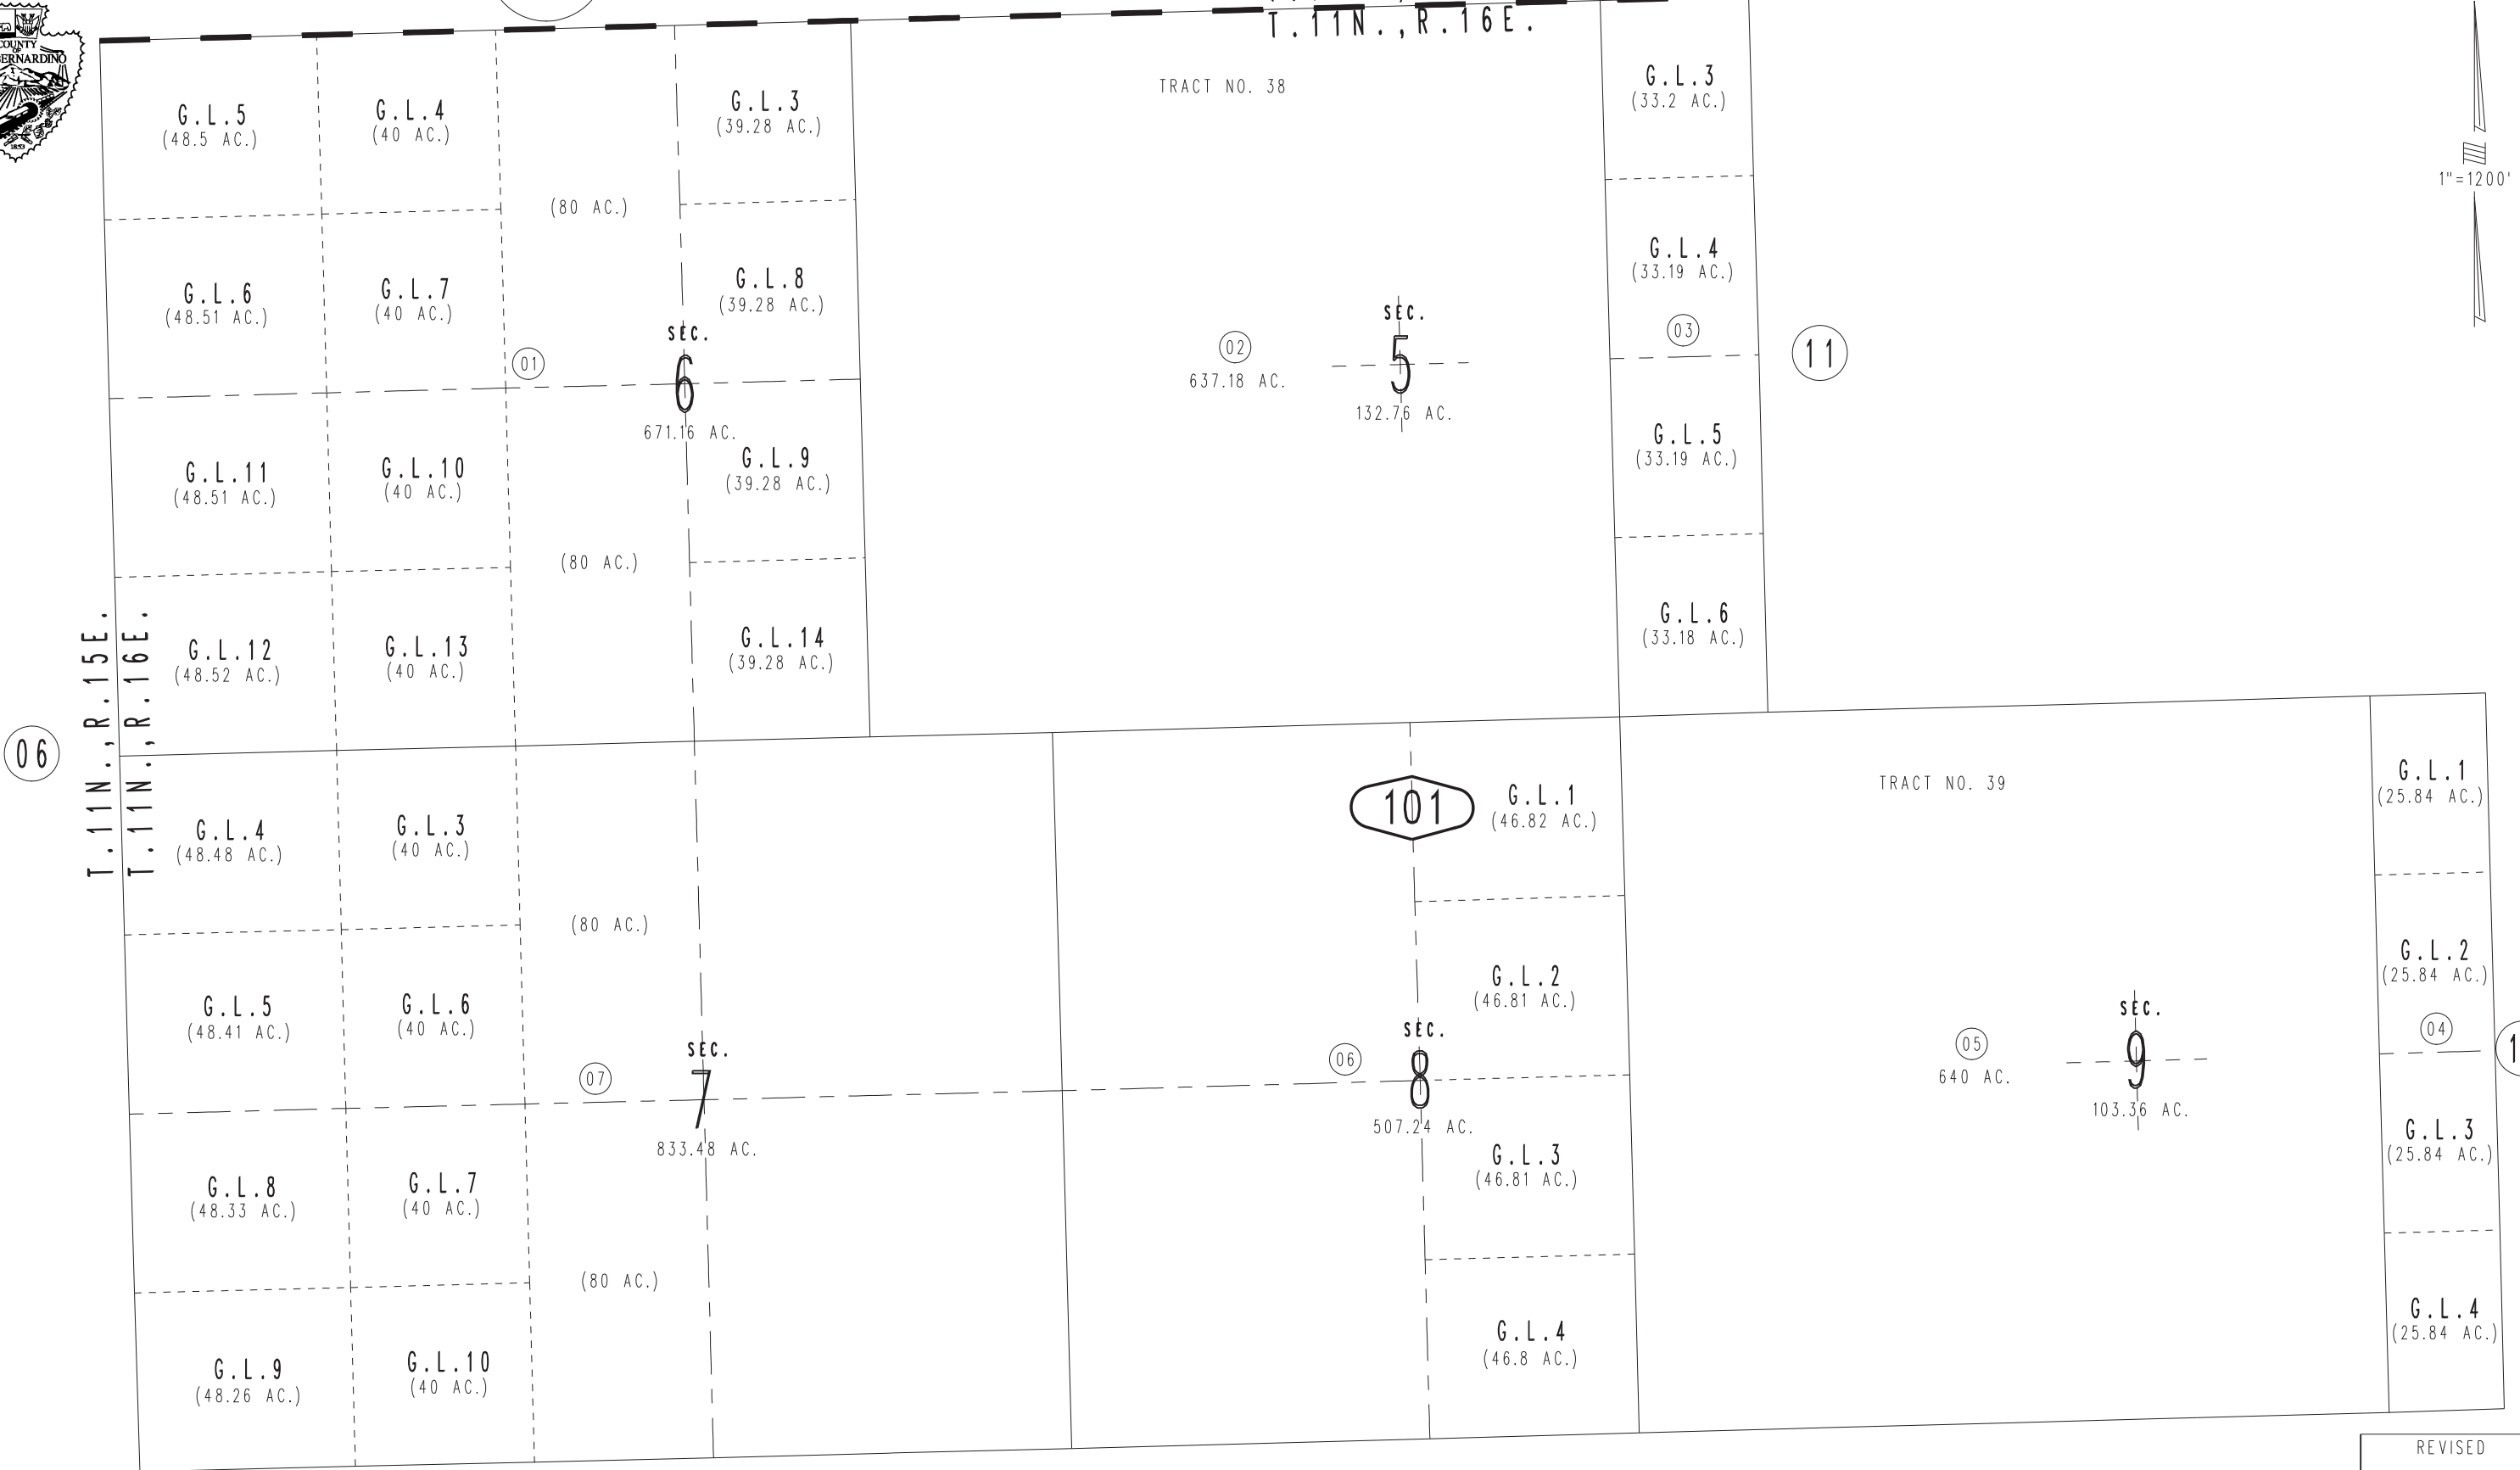 COUNTY
OF
BERNARDINO
1853
T.11N.,R.16E.
1"=1200'
TRACT NO. 38
G.L.5
(48.5 AC.)
G.L.4
(40 AC.)
(80 AC.)
G.L.3
(39.28 AC.)
G.L.3
(33.2 AC.)
G.L.6
(48.51 AC.)
G.L.7
(40 AC.)
G.L.8
(39.28 AC.)
G.L.4
(33.19 AC.)
01
SEC.
6
671.16 AC.
02
637.18 AC.
SEC.
5
132.76 AC.
03
11
G.L.11
(48.51 AC.)
G.L.10
(40 AC.)
(80 AC.)
G.L.9
(39.28 AC.)
G.L.5
(33.19 AC.)
G.L.12
(48.52 AC.)
G.L.13
(40 AC.)
G.L.14
(39.28 AC.)
G.L.6
(33.18 AC.)
06
T.11N.,R.15E.
T.11N.,R.16E.
G.L.4
(48.48 AC.)
G.L.3
(40 AC.)
(80 AC.)
101
G.L.1
(46.82 AC.)
TRACT NO. 39
G.L.1
(25.84 AC.)
G.L.5
(48.41 AC.)
G.L.6
(40 AC.)
G.L.2
(46.81 AC.)
G.L.2
(25.84 AC.)
07
SEC.
7
833.48 AC.
06
SEC.
8
507.24 AC.
05
640 AC.
SEC.
9
103.36 AC.
04
G.L.8
(48.33 AC.)
G.L.7
(40 AC.)
(80 AC.)
G.L.3
(46.81 AC.)
G.L.3
(25.84 AC.)
G.L.9
(48.26 AC.)
G.L.10
(40 AC.)
G.L.4
(46.8 AC.)
G.L.4
(25.84 AC.)
REVISED